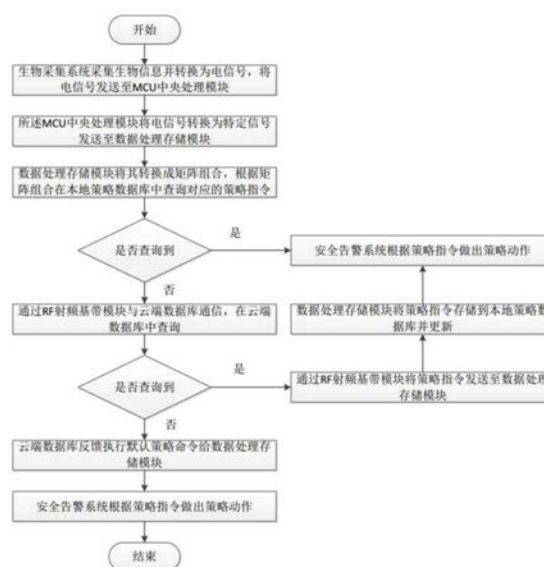 开始
生物采集系统采集生物信息并转换为电信号，将
电信号发送至MCU中央处理模块
所述MCU中央处理模块将电信号转换为特定信号
发送至数据处理存储模块
数据处理存储模块将其转换成矩阵组合，根据矩
阵组合在本地策略数据库中查询对应的策略指令
是否查询到
是
安全告警系统根据策略指令做出策略动作
否
通过RF射频基带模块与云端数据库通信，在云端
数据库中查询
数据处理存储模块将策略指令存储到本地策略数
据库并更新
是否查询到
是
通过RF射频基带模块将策略指令发送至数据处理
存储模块
否
云端数据库反馈执行默认策略命令给数据处理存
储模块
安全告警系统根据策略指令做出策略动作
结束